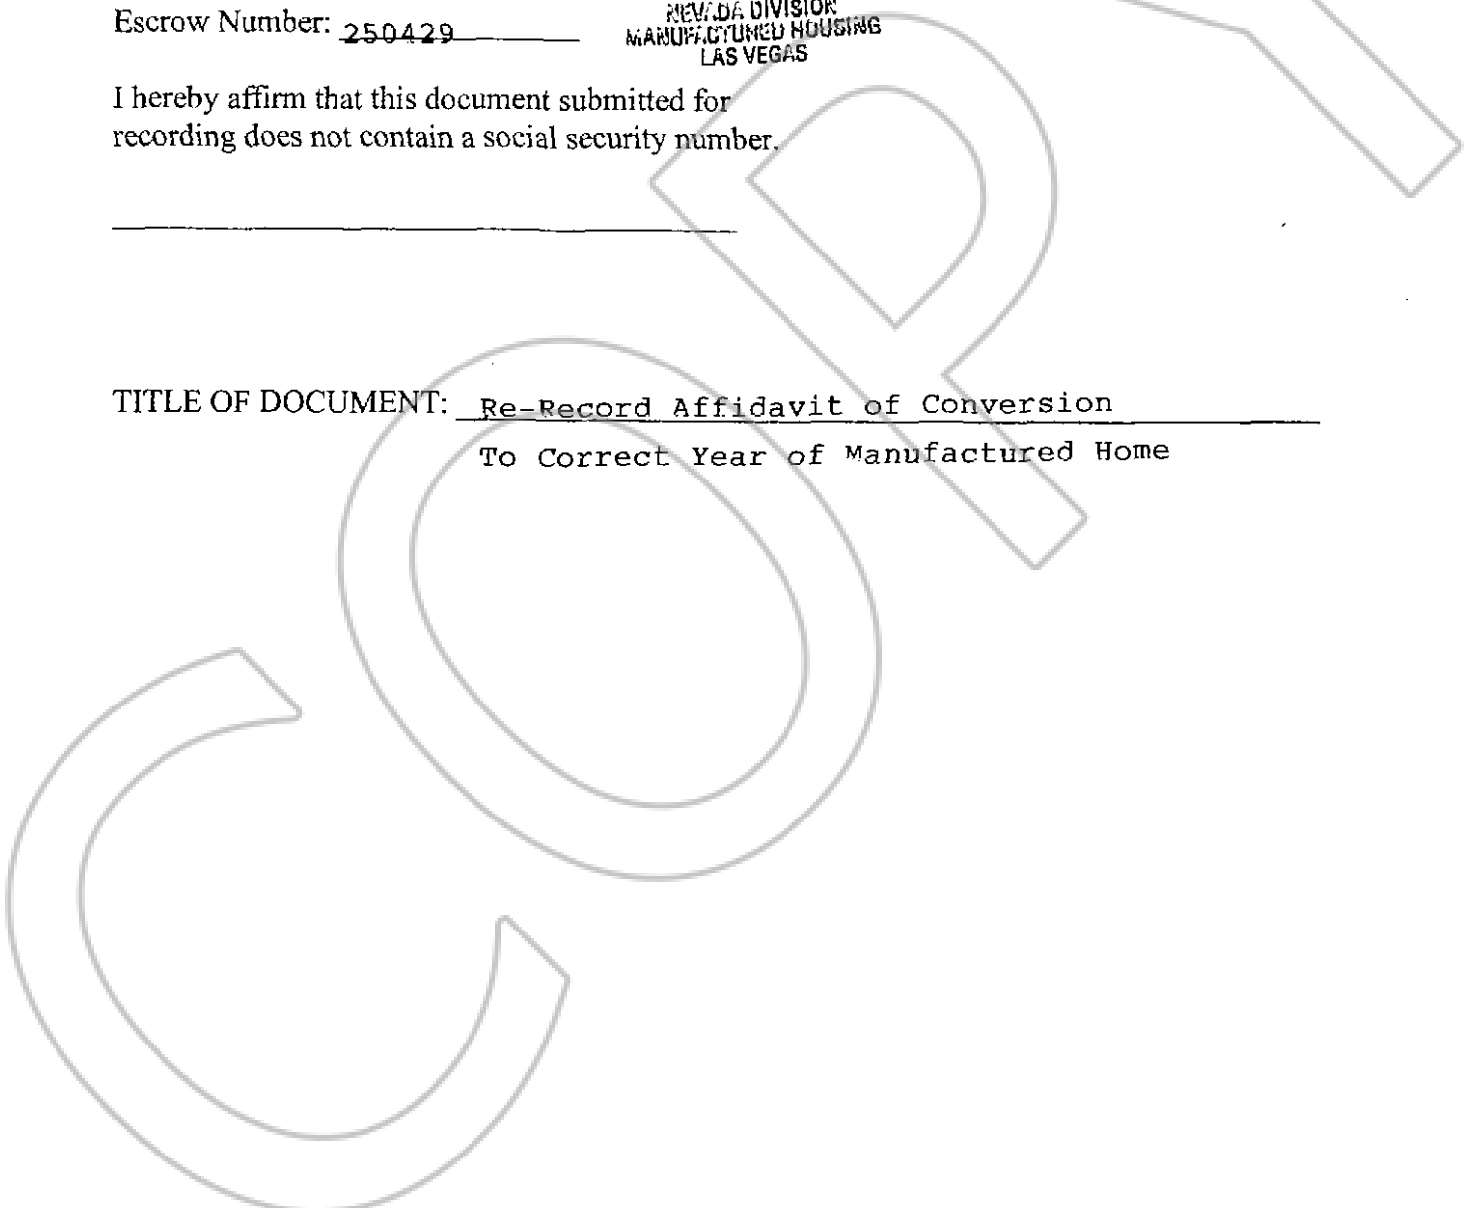 Escrow Number: 250429
NEVADA DIVISION
MANUFACTURED HOUSING
LAS VEGAS
I hereby affirm that this document submitted for
recording does not contain a social security number.
TITLE OF DOCUMENT: Re-Record Affidavit of Conversion
To Correct Year of Manufactured Home
COPY